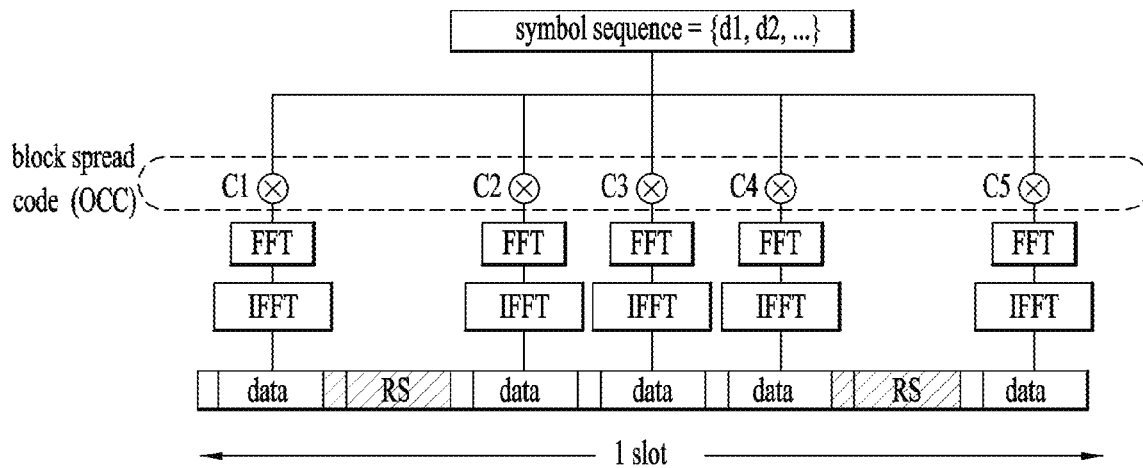 symbol sequence = {d1, d2, ...}
block spread
code (OCC)
C1 C2 C3 C4 C5
FFT FFT FFT FFT FFT
IFFT IFFT IFFT IFFT IFFT
data RS data data data RS data
1 slot